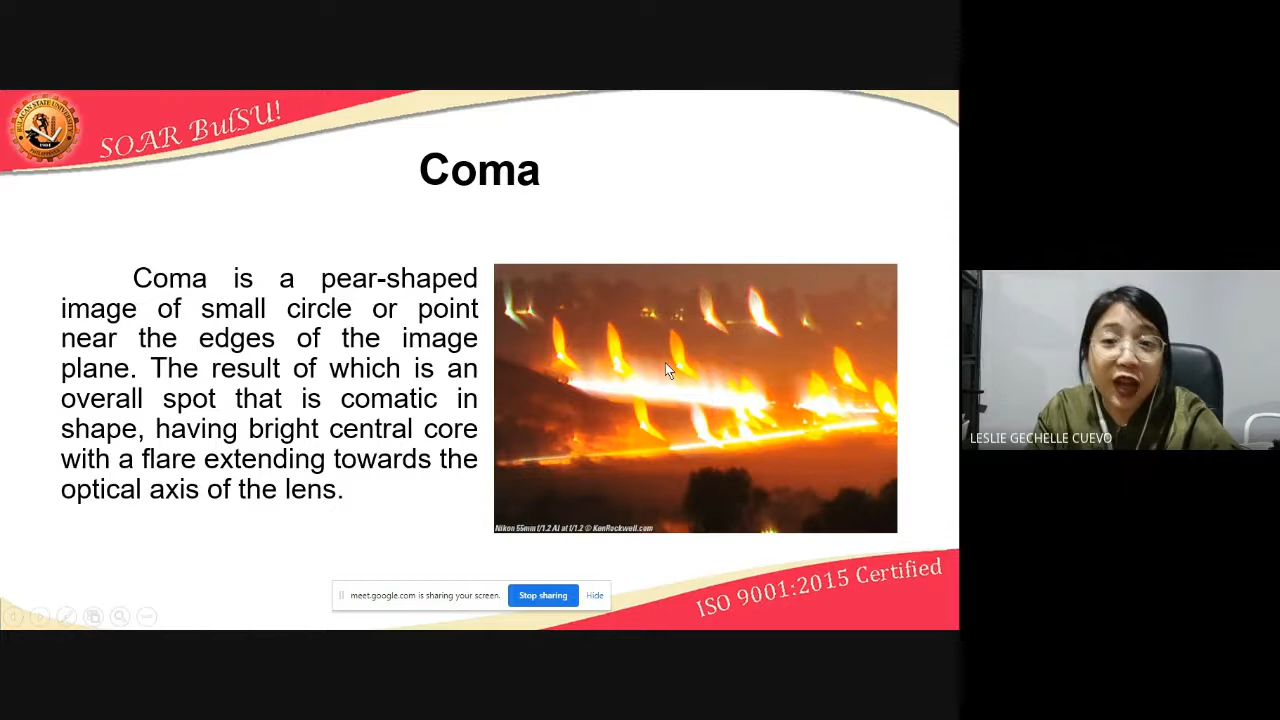 SOAR BulSU!
Coma
Coma is a pear-shaped
image of small circle or point
near the edges of the image
plane. The result of which is an
overall spot that is comatic in
shape, having bright central core
with a flare extending towards the
optical axis of the lens.
Nikon 55mm f/1.2 AI at f/1.2 © KenRockwell.com
LESLIE GECHELLE CUEVO
meet.google.com is sharing your screen.
Stop sharing
Hide
ISO 9001:2015 Certified